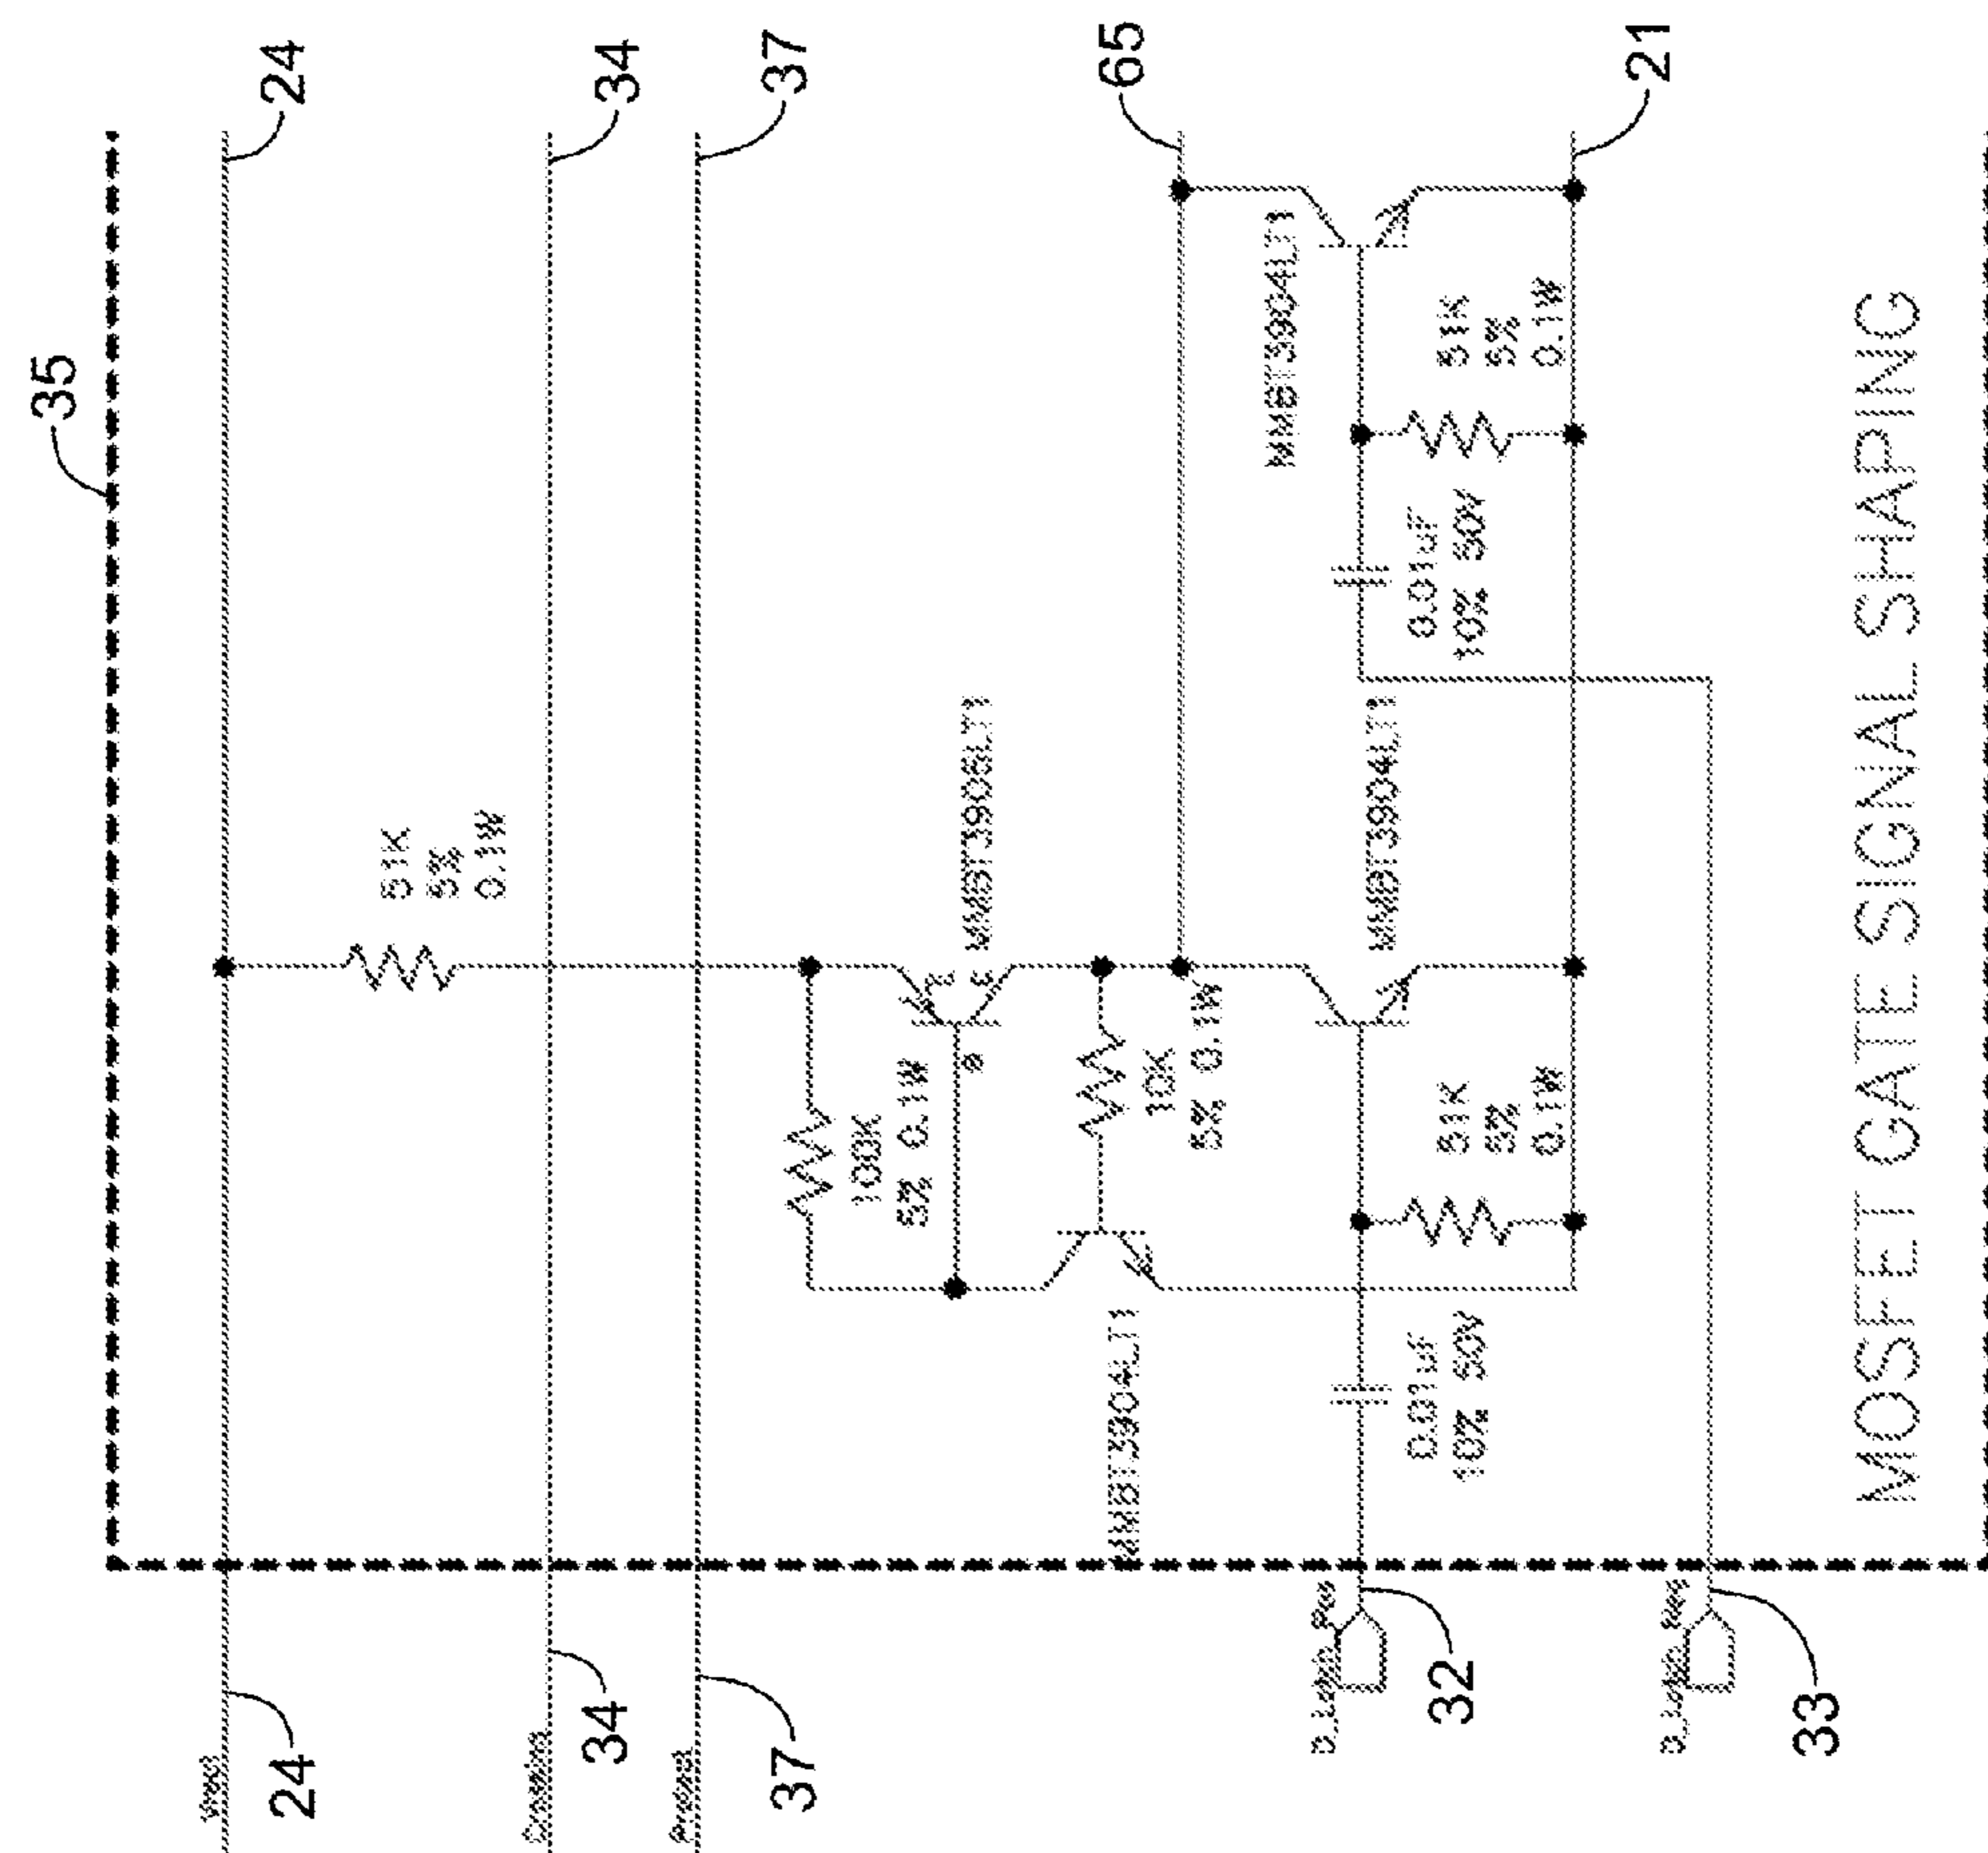 35
24
34
37
65
21
51K
5%
0.1W
MMBT3906LT1
E
C
B
100K
5% 0.1W
10K
5% 0.1W
MMBT3904LT1
MMBT3904LT1
MMBT3904LT1
51K
5%
0.1W
51K
5%
0.1W
0.01uF
10% 50V
0.01uF
10% 50V
24
34
37
D_Latch_Pos
32
D_Latch_Neg
33
MOSFET GATE SIGNAL SHAPING